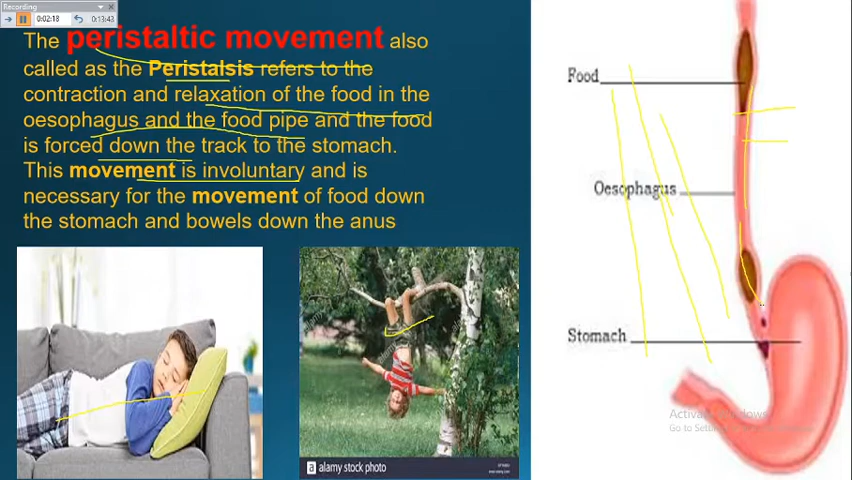 Recording
0:02:18
0:13:43
The peristaltic movement also
called as the Peristalsis refers to the
contraction and relaxation of the food in the
oesophagus and the food pipe and the food
is forced down the track to the stomach.
This movement is involuntary and is
necessary for the movement of food down
the stomach and bowels down the anus
Food
Oesophagus
Stomach
a alamy stock photo